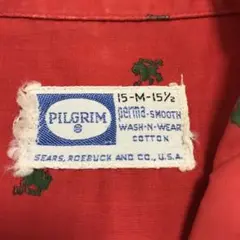 15-M-15½
PILGRIM
perma-SMOOTH
WASH-N-WEAR
COTTON
SEARS, ROEBUCK AND CO., U.S.A.